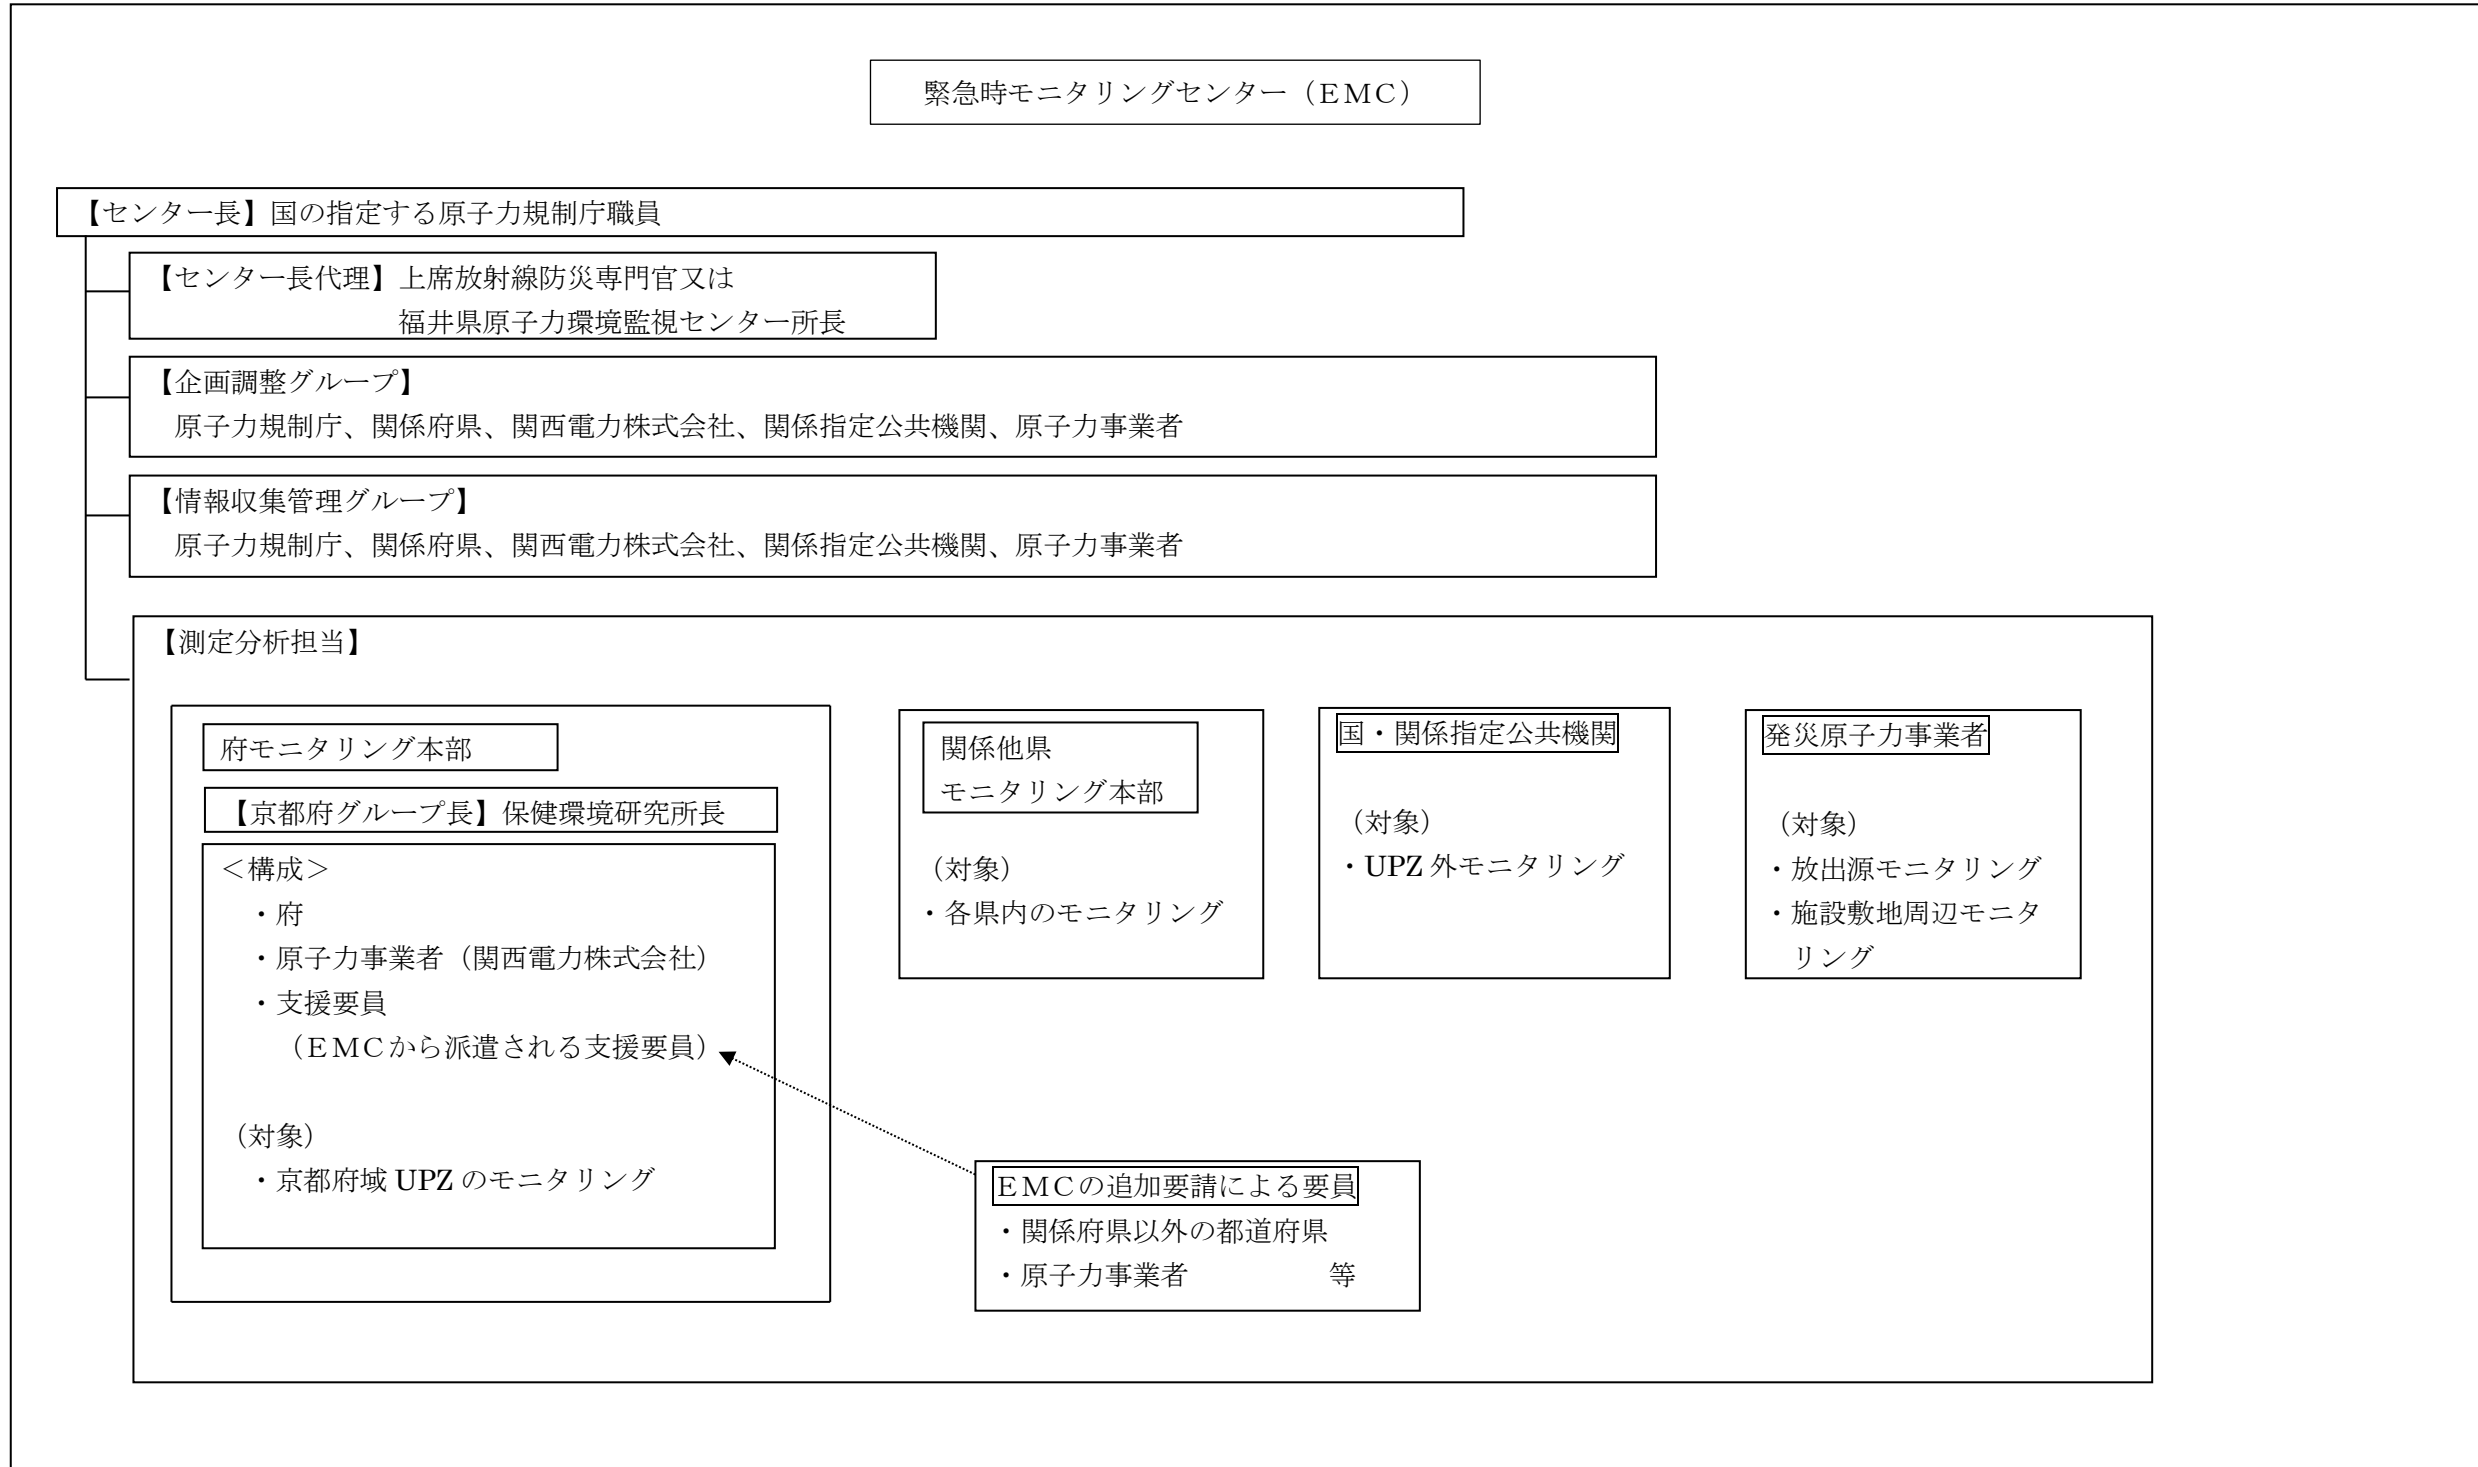 緊急時モニタリングセンター（ＥＭＣ）
【センター長】国の指定する原子力規制庁職員
【センター長代理】上席放射線防災専門官又は
福井県原子力環境監視センター所長
【企画調整グループ】
原子力規制庁、関係府県、関西電力株式会社、関係指定公共機関、原子力事業者
【情報収集管理グループ】
原子力規制庁、関係府県、関西電力株式会社、関係指定公共機関、原子力事業者
【測定分析担当】
府モニタリング本部
【京都府グループ長】保健環境研究所長
＜構成＞
・府
・原子力事業者（関西電力株式会社）
・支援要員
（ＥＭＣから派遣される支援要員）
（対象）
・京都府域 UPZ のモニタリング
関係他県
モニタリング本部
（対象）
・各県内のモニタリング
国・関係指定公共機関
（対象）
・UPZ 外モニタリング
発災原子力事業者
（対象）
・放出源モニタリング
・施設敷地周辺モニタ
リング
ＥＭＣの追加要請による要員
・関係府県以外の都道府県
・原子力事業者　　　　　等